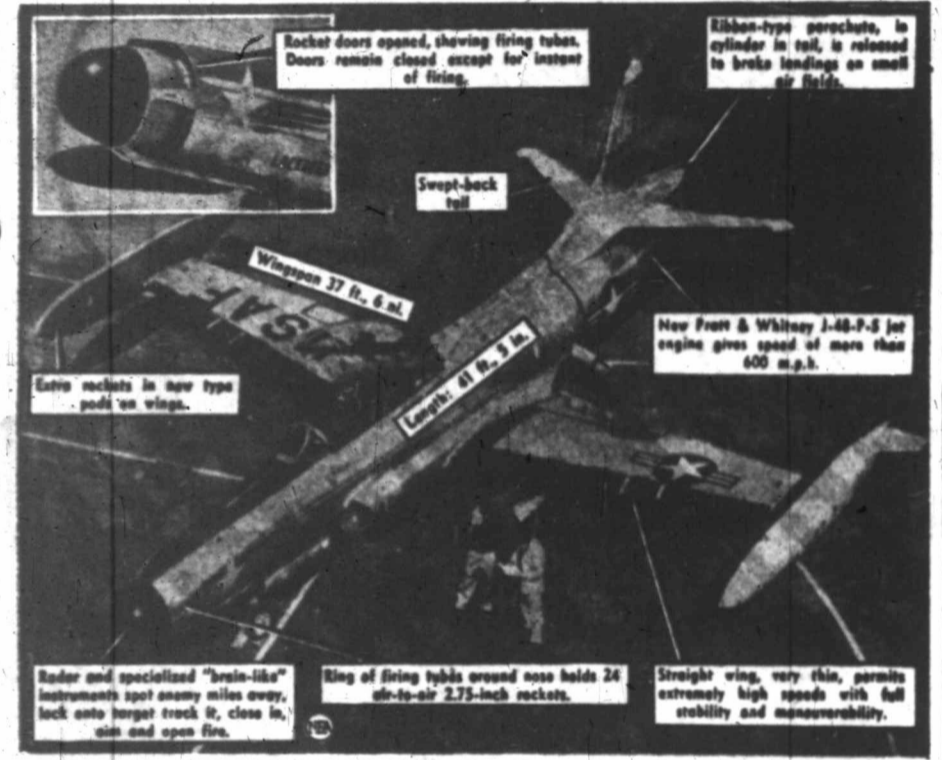 Rocket doors opened, showing firing tubes.
Doors remain closed except for instant
of firing.
Ribbon-type parachute, in
cylinder in tail, is released
to brake landings on small
air fields.
Swept-back
tail
Wingspan 37 ft., 6 ni.
USAF
Length: 41 ft., 5 in.
New Pratt & Whitney J-48-P-5 jet
engine gives speed of more than
600 m.p.h.
Extra rockets in new type
pods on wings.
Radar and specialized "brain-like"
instruments spot enemy miles away,
lock onto target track it, close in,
aim and open fire.
Ring of firing tubes around nose holds 24
air-to-air 2.75-inch rockets.
Straight wing, very thin, permits
extremely high speeds with full
stability and maneuverability.
NEA